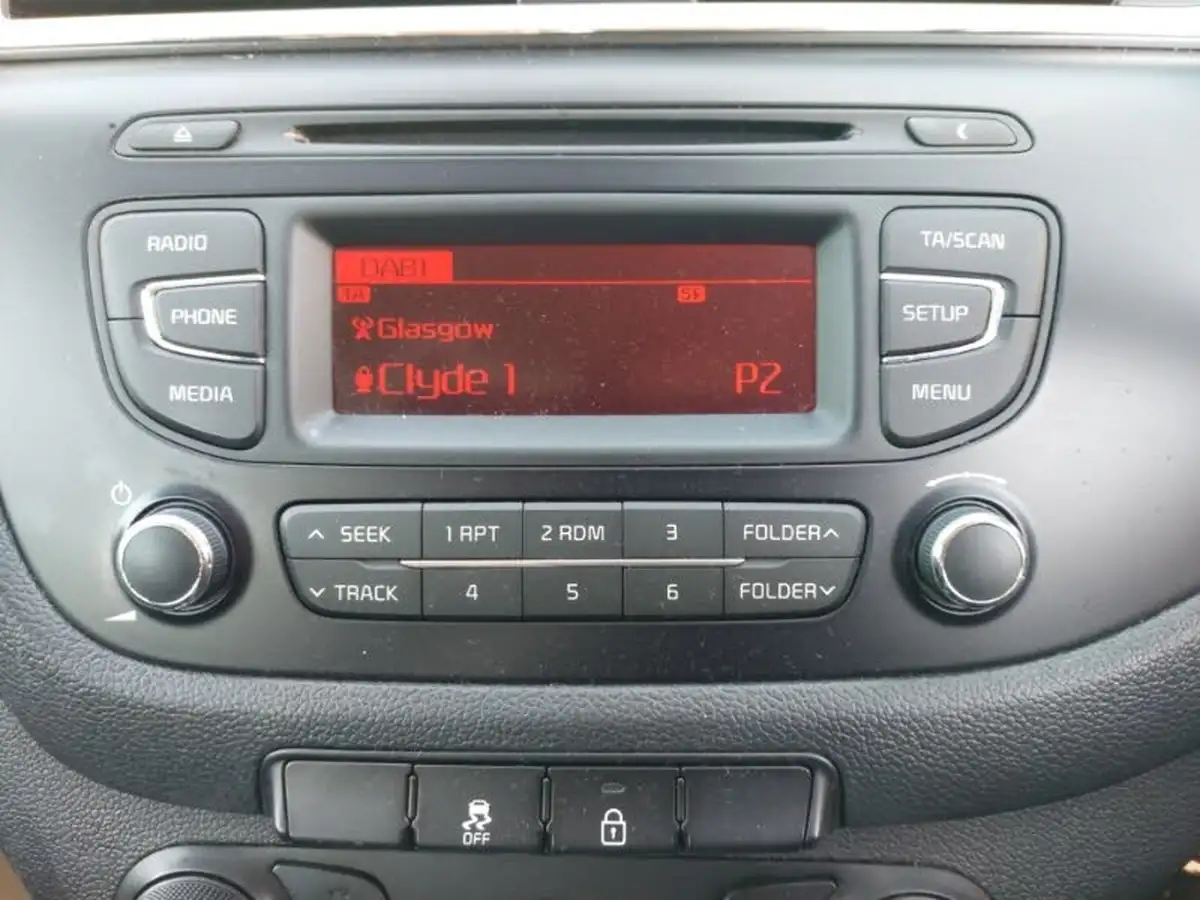 RADIO
PHONE
MEDIA
DAB1
TA SF
Glasgow
Clyde 1 P2
TA/SCAN
SETUP
MENU
SEEK 1 RPT 2 RDM 3 FOLDER
TRACK 4 5 6 FOLDER
OFF